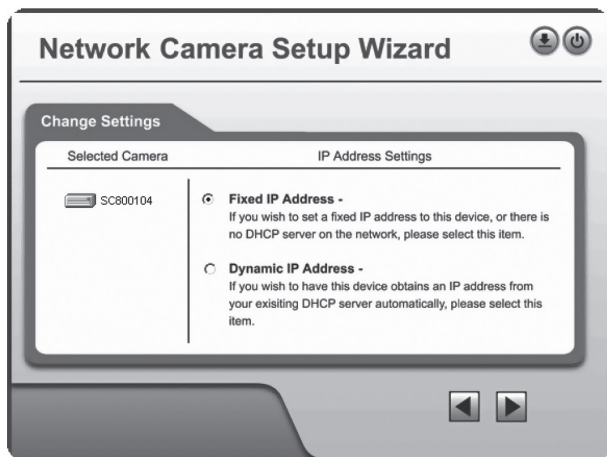 Network Camera Setup Wizard
Change Settings
Selected Camera
IP Address Settings
SC800104
Fixed IP Address -
If you wish to set a fixed IP address to this device, or there is
no DHCP server on the network, please select this item.
Dynamic IP Address -
If you wish to have this device obtains an IP address from
your exisiting DHCP server automatically, please select this
item.